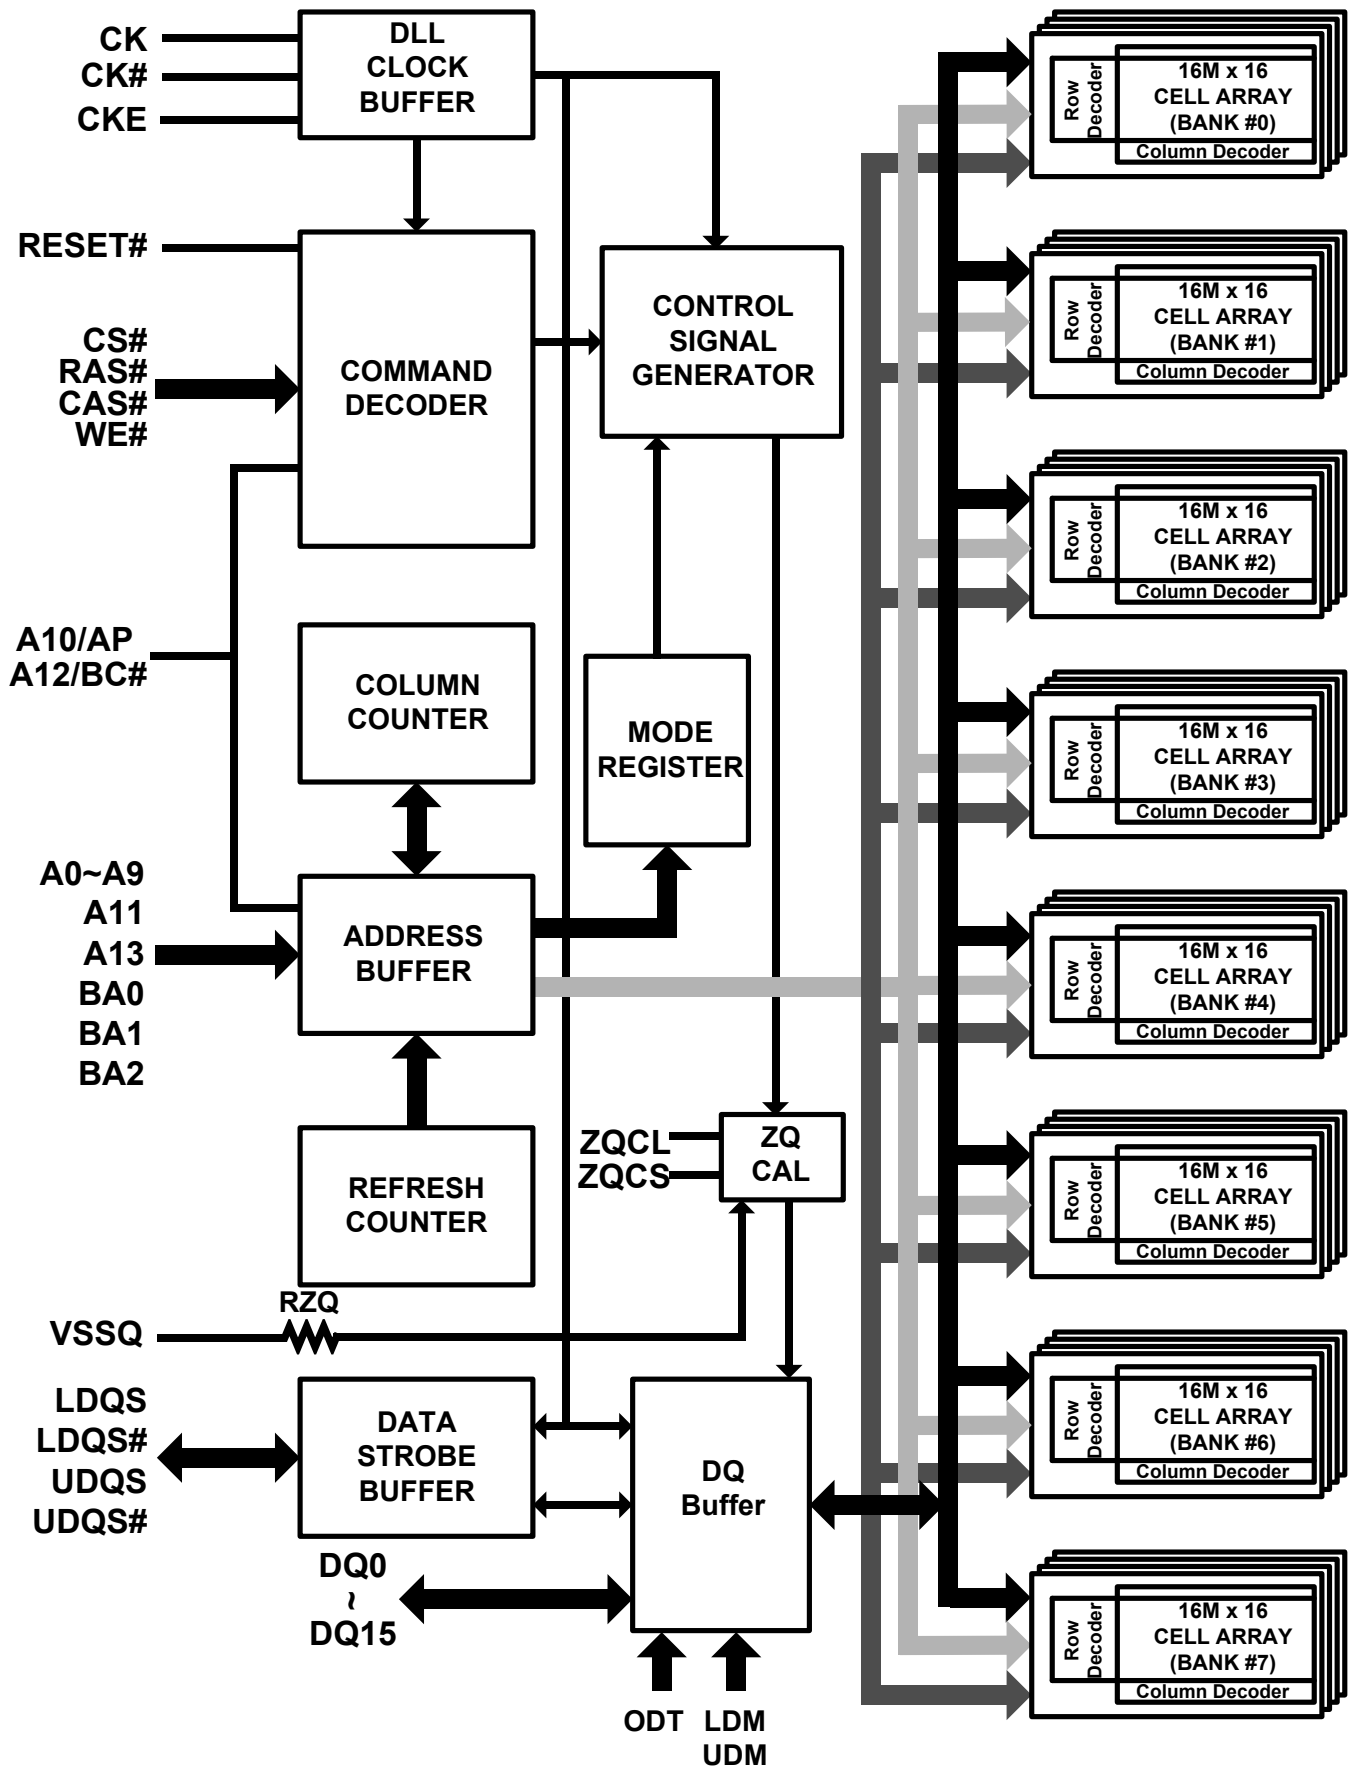 CK
CK#
CKE
DLL
CLOCK
BUFFER
RESET#
CS#
RAS#
CAS#
WE#
COMMAND
DECODER
CONTROL
SIGNAL
GENERATOR
A10/AP
A12/BC#
COLUMN
COUNTER
MODE
REGISTER
A0~A9
A11
A13
BA0
BA1
BA2
ADDRESS
BUFFER
REFRESH
COUNTER
ZQCL
ZQCS
ZQ
CAL
RZQ
VSSQ
LDQS
LDQS#
UDQS
UDQS#
DATA
STROBE
BUFFER
DQ
Buffer
DQ0
~
DQ15
ODT
LDM
UDM
Row
Decoder
16M x 16
CELL ARRAY
(BANK #0)
Column Decoder
Row
Decoder
16M x 16
CELL ARRAY
(BANK #1)
Column Decoder
Row
Decoder
16M x 16
CELL ARRAY
(BANK #2)
Column Decoder
Row
Decoder
16M x 16
CELL ARRAY
(BANK #3)
Column Decoder
Row
Decoder
16M x 16
CELL ARRAY
(BANK #4)
Column Decoder
Row
Decoder
16M x 16
CELL ARRAY
(BANK #5)
Column Decoder
Row
Decoder
16M x 16
CELL ARRAY
(BANK #6)
Column Decoder
Row
Decoder
16M x 16
CELL ARRAY
(BANK #7)
Column Decoder